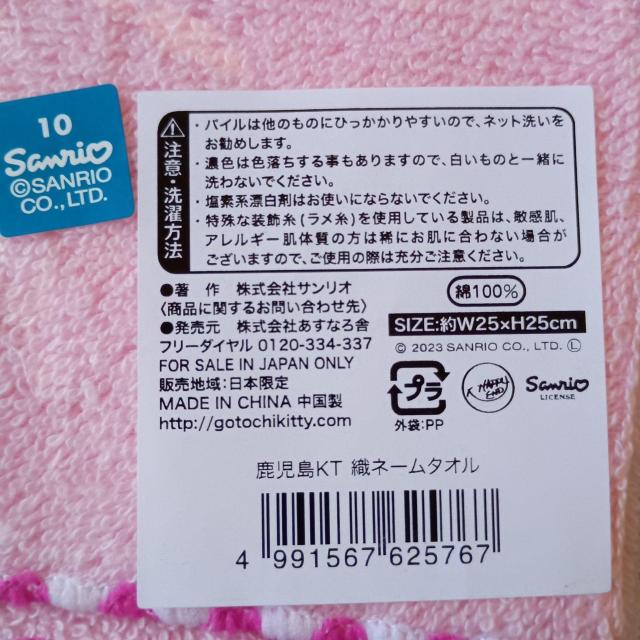 10
Sanrio
©SANRIO
CO., LTD.
注意・洗濯方法
・パイルは他のものにひっかかりやすいので、ネット洗いを
お勧めします。
・濃色は色落ちする事もありますので、白いものと一緒に
洗わないでください。
・塩素系漂白剤はお使いにならないでください。
・特殊な装飾糸(ラメ糸)を使用している製品は、敏感肌、
アレルギー肌体質の方は稀にお肌に合わない場合が
ございますので、ご使用の際は充分ご注意ください。
●著 作 株式会社サンリオ
〈商品に関するお問い合わせ先〉
●発売元 株式会社あすなろ舎
フリーダイヤル 0120-334-337
FOR SALE IN JAPAN ONLY
販売地域:日本限定
MADE IN CHINA 中国製
http://gotochikitty.com
綿100%
SIZE:約W25×H25cm
© 2023 SANRIO CO., LTD. Ⓛ
プラ
外袋:PP
HAPPY
END
Sanrio
LICENSE
鹿児島KT 織ネームタオル
4 991567 625767